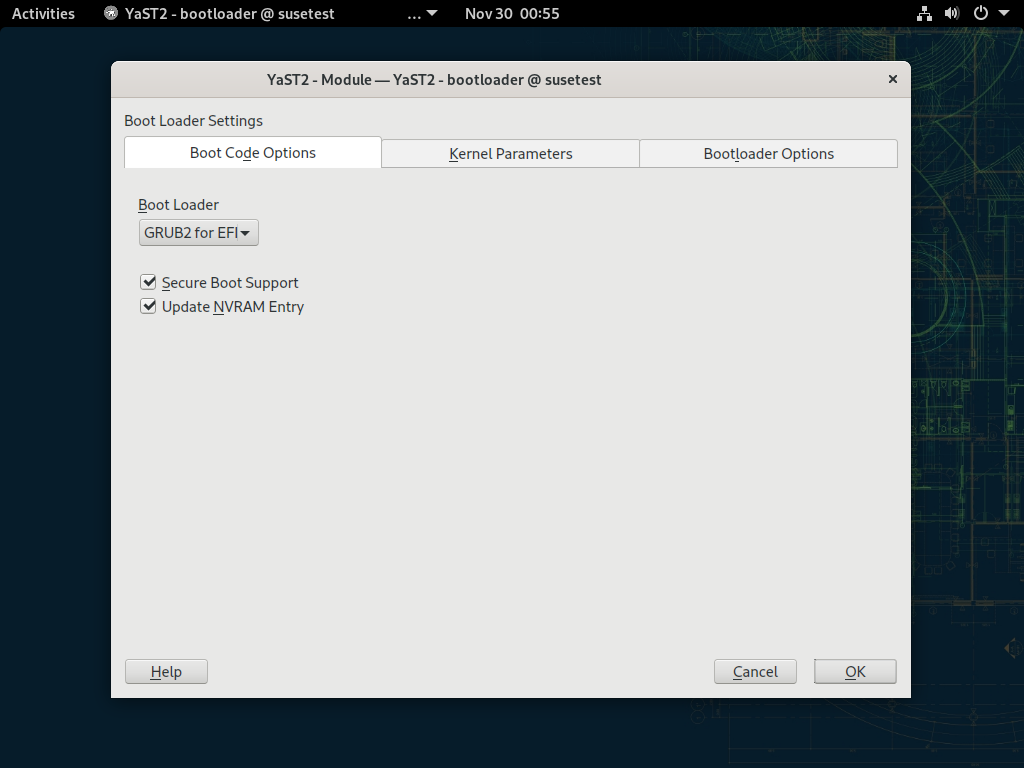 Activities YaST2 - bootloader @ susetest ... Nov 30 00:55
YaST2 - Module — YaST2 - bootloader @ susetest
Boot Loader Settings
Boot Code Options Kernel Parameters Bootloader Options
Boot Loader
GRUB2 for EFI
Secure Boot Support
Update NVRAM Entry
Help Cancel OK